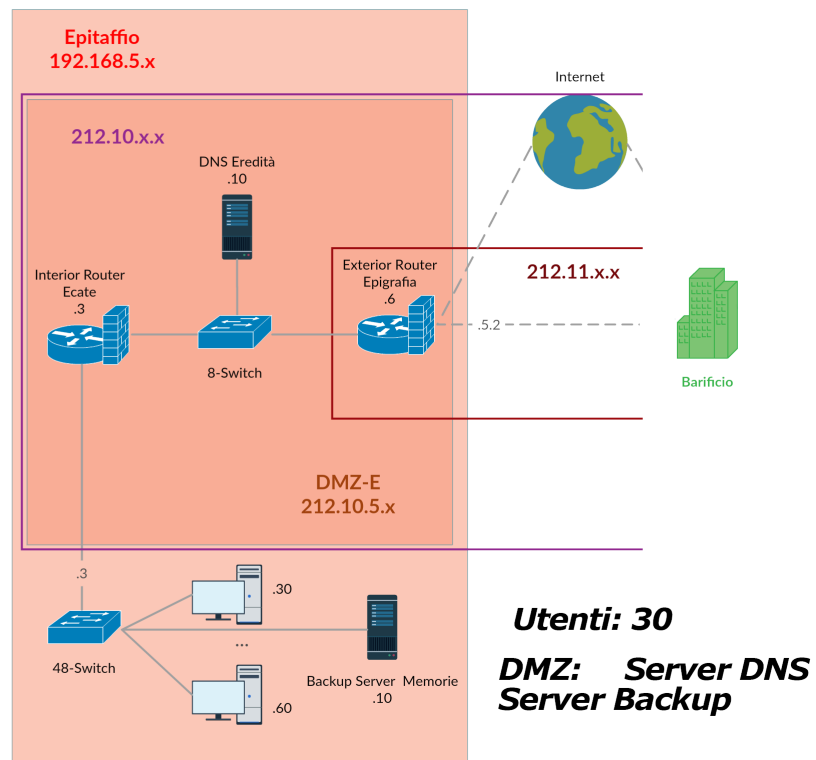 Epitaffio
192.168.5.x
Internet
212.10.x.x
DNS Eredità
.10
Interior Router
Ecate
.3
Exterior Router
Epigrafia
.6
212.11.x.x
.5.2
8-Switch
Barificio
DMZ-E
212.10.5.x
.3
.30
...
48-Switch
.60
Backup Server Memorie
.10
Utenti: 30
DMZ: Server DNS
Server Backup